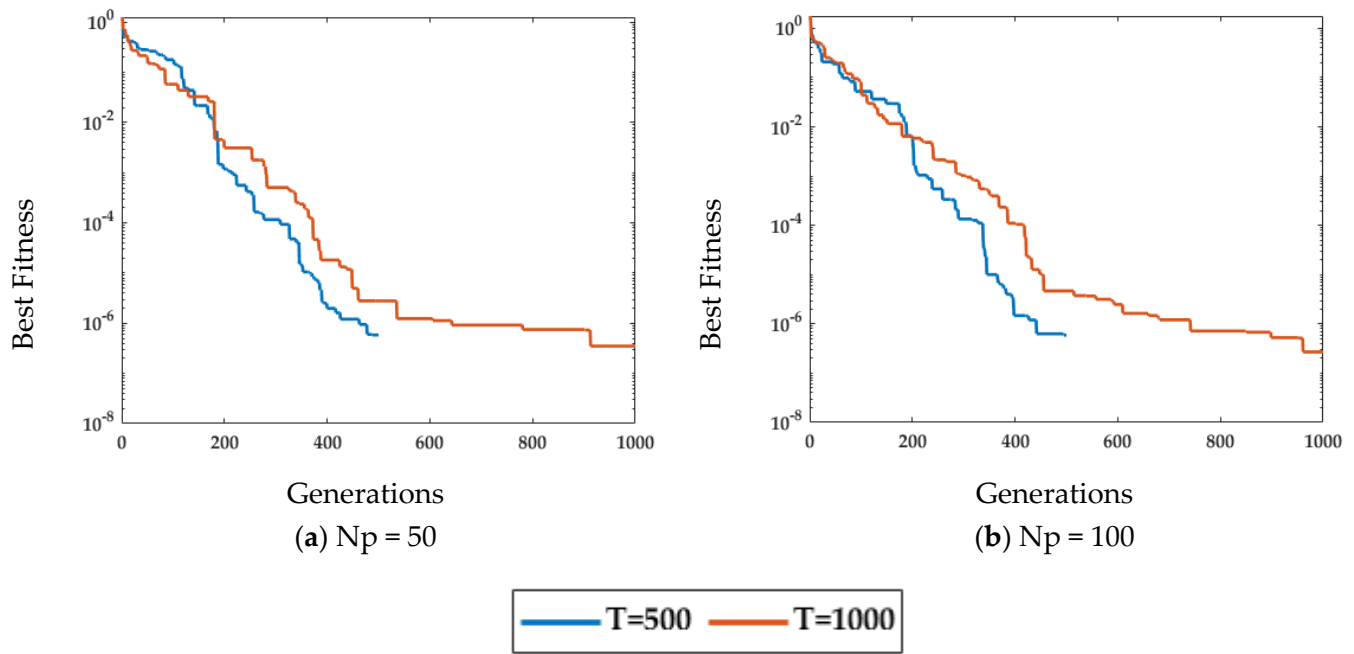 10^0
10^-2
10^-4
10^-6
10^-8
Best Fitness
0 200 400 600 800 1000
Generations
(a) Np = 50
10^0
10^-2
10^-4
10^-6
10^-8
Best Fitness
0 200 400 600 800 1000
Generations
(b) Np = 100
T=500 T=1000